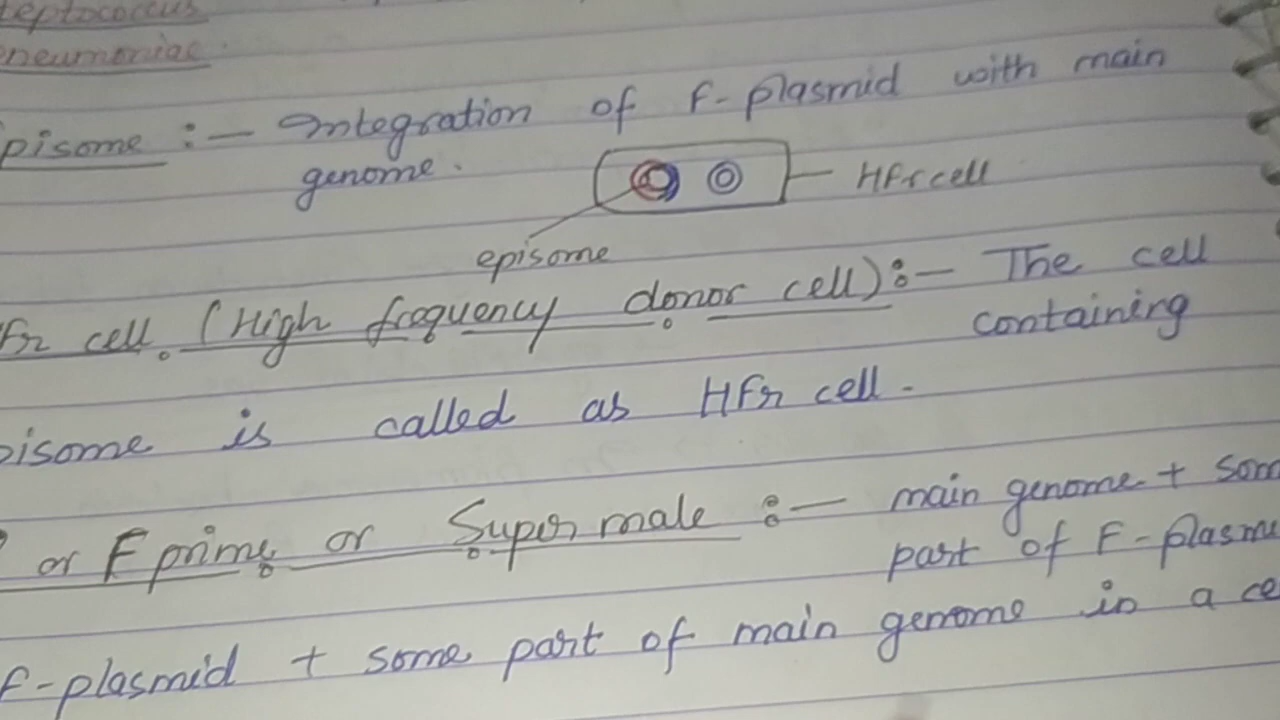 eptococcus
neumoniae.
pisome :- Integration of F-plasmid with main
genome.
HFr cell
episome
fr cell. (High frequency donor cell):- The cell
containing
pisome is called as HFr cell.
or F prime or Super male :- main genome + som
part of F-plasm
F-plasmid + some part of main genome in a ce